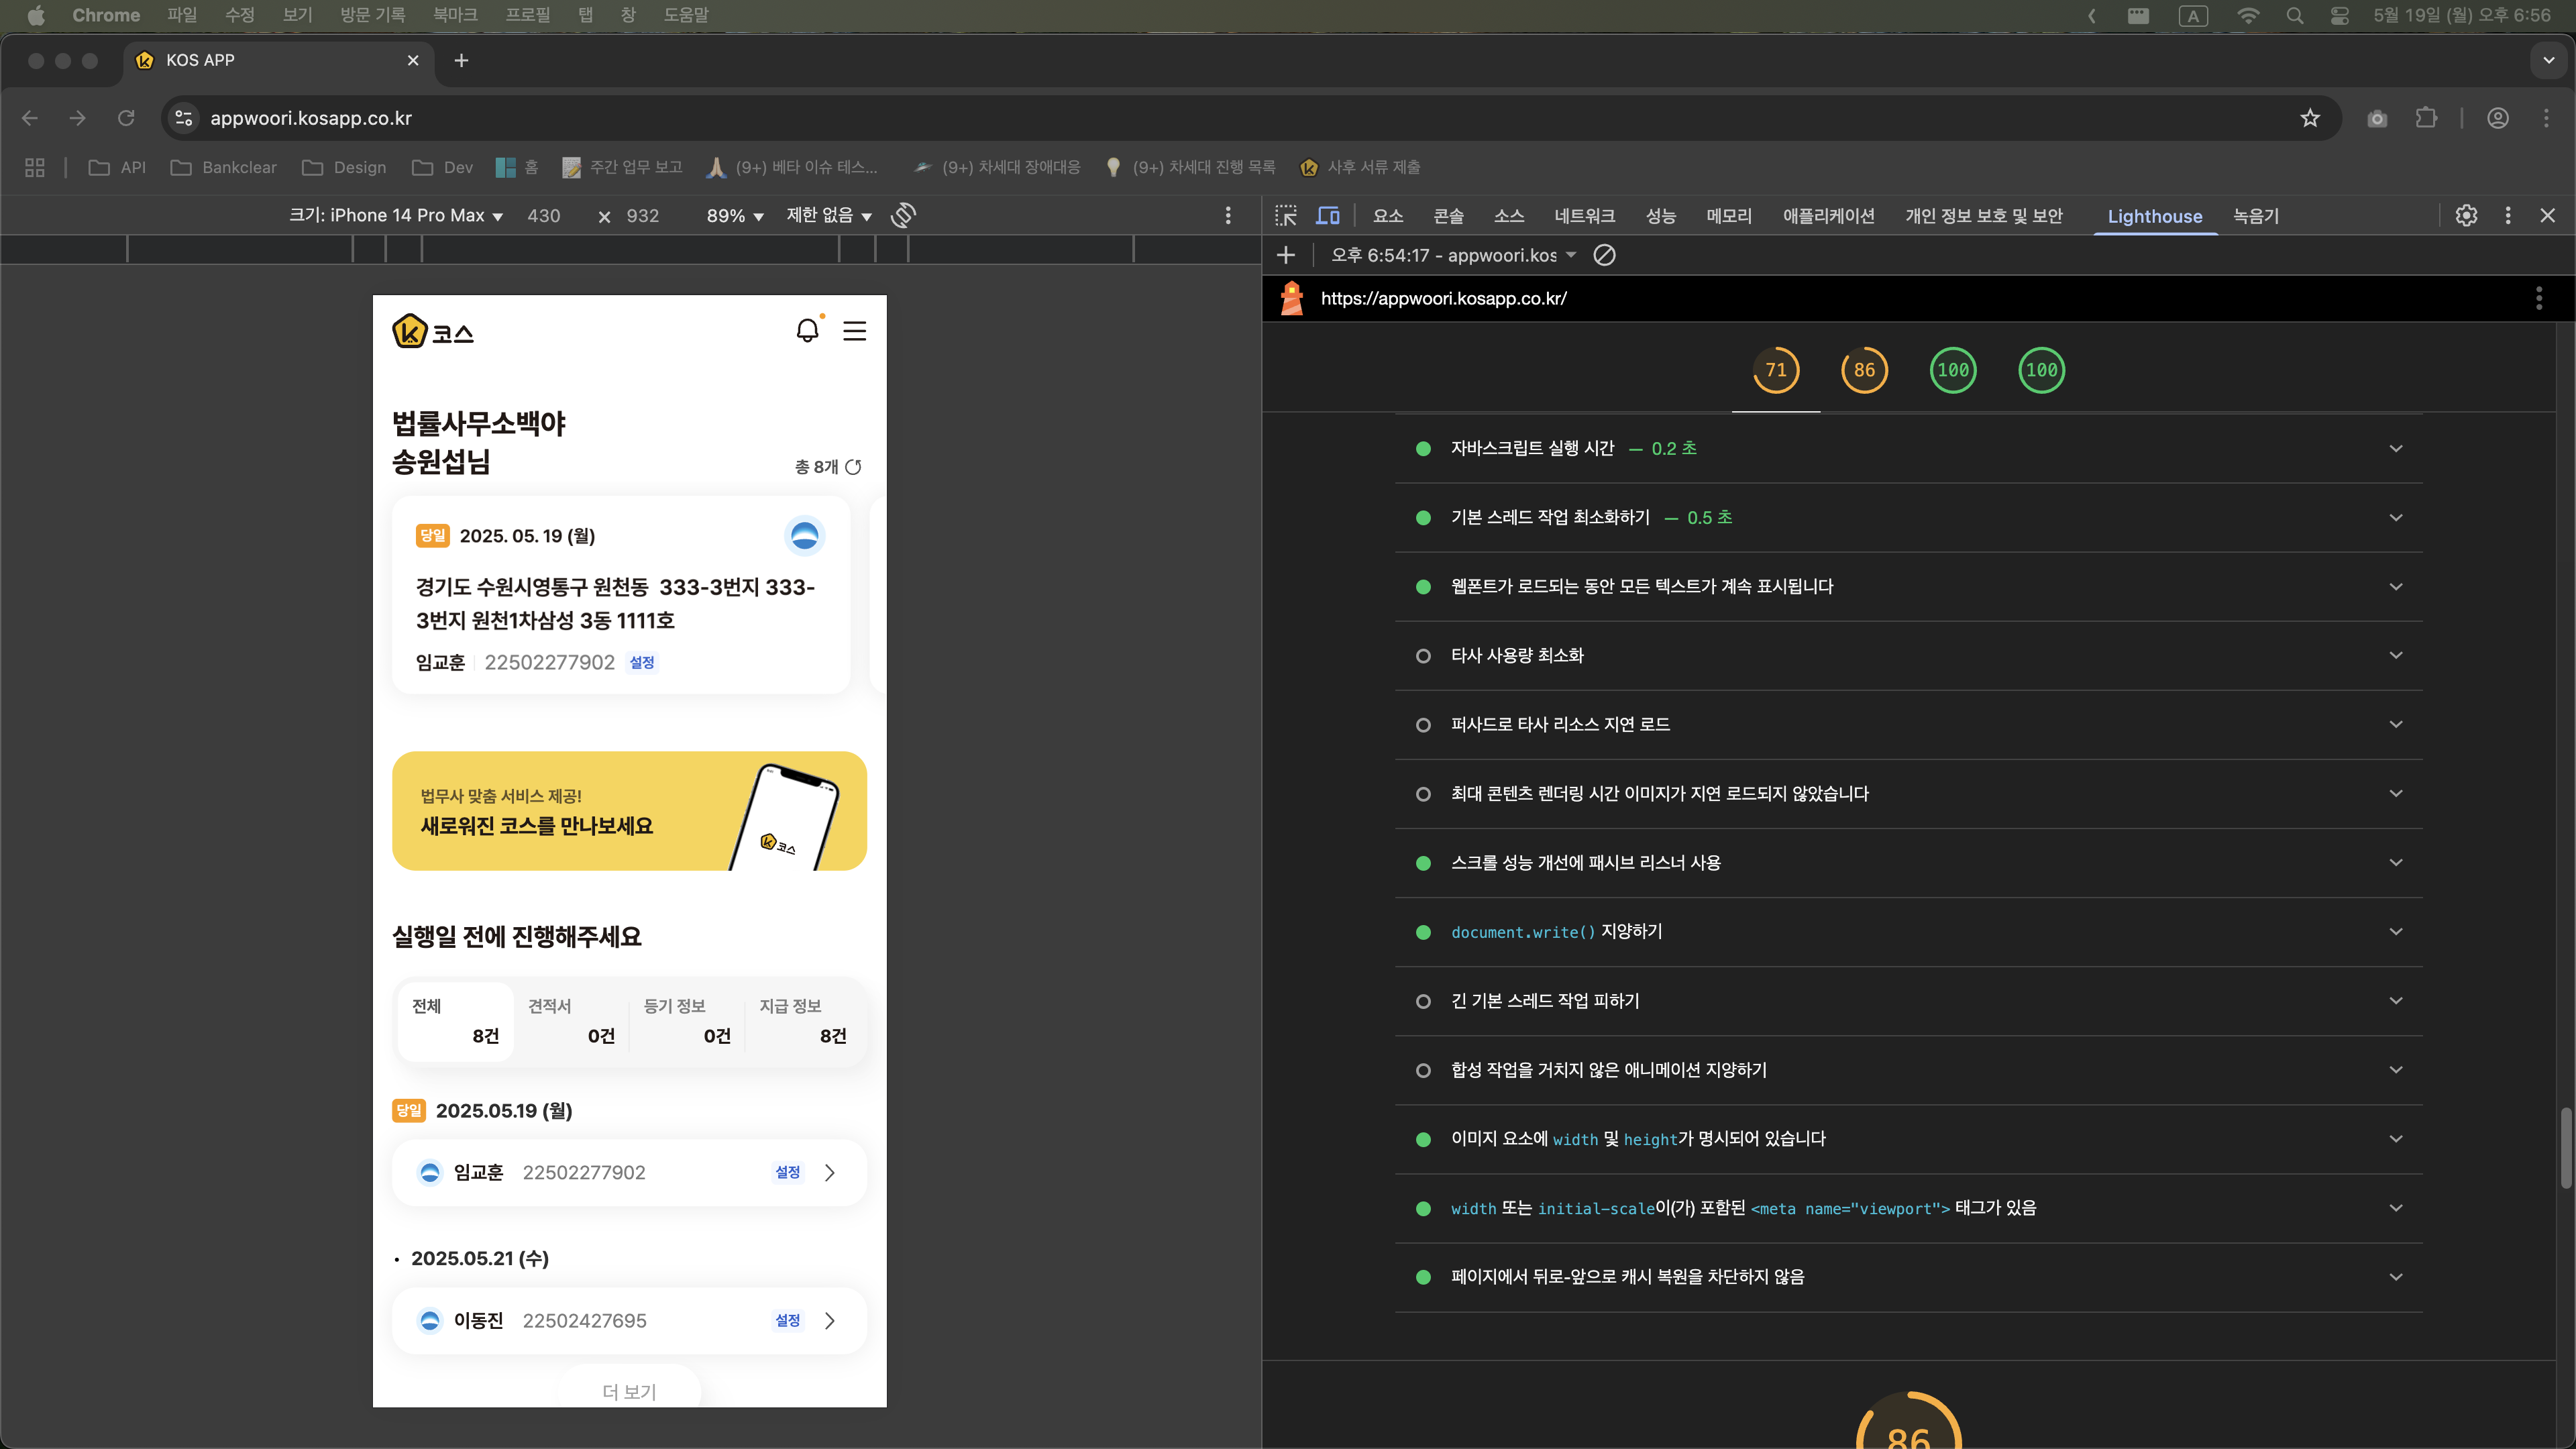 Chrome 파일 수정 보기 방문 기록 북마크 프로필 탭 창 도움말
A 5월 19일 (월) 오후 6:56
KOS APP
appwoori.kosapp.co.kr
API Bankclear Design Dev 홈 주간 업무 보고 (9+) 베타 이슈 테스... (9+) 차세대 장애대응 (9+) 차세대 진행 목록 사후 서류 제출
크기: iPhone 14 Pro Max 430 × 932 89% 제한 없음
요소 콘솔 소스 네트워크 성능 메모리 애플리케이션 개인 정보 보호 및 보안 Lighthouse 녹음기
오후 6:54:17 - appwoori.kos
https://appwoori.kosapp.co.kr/
71 86 100 100
코스
법률사무소백야
송원섭님
총 8개
당일 2025. 05. 19 (월)
경기도 수원시영통구 원천동 333-3번지 333-
3번지 원천1차삼성 3동 1111호
임교훈 22502277902 설정
법무사 맞춤 서비스 제공!
새로워진 코스를 만나보세요
코스
실행일 전에 진행해주세요
전체 견적서 등기 정보 지급 정보
8건 0건 0건 8건
당일 2025.05.19 (월)
임교훈 22502277902 설정
• 2025.05.21 (수)
이동진 22502427695 설정
더 보기
자바스크립트 실행 시간 — 0.2 초
기본 스레드 작업 최소화하기 — 0.5 초
웹폰트가 로드되는 동안 모든 텍스트가 계속 표시됩니다
타사 사용량 최소화
퍼사드로 타사 리소스 지연 로드
최대 콘텐츠 렌더링 시간 이미지가 지연 로드되지 않았습니다
스크롤 성능 개선에 패시브 리스너 사용
document.write() 지양하기
긴 기본 스레드 작업 피하기
합성 작업을 거치지 않은 애니메이션 지양하기
이미지 요소에 width 및 height가 명시되어 있습니다
width 또는 initial-scale이(가) 포함된 <meta name="viewport"> 태그가 있음
페이지에서 뒤로-앞으로 캐시 복원을 차단하지 않음
86